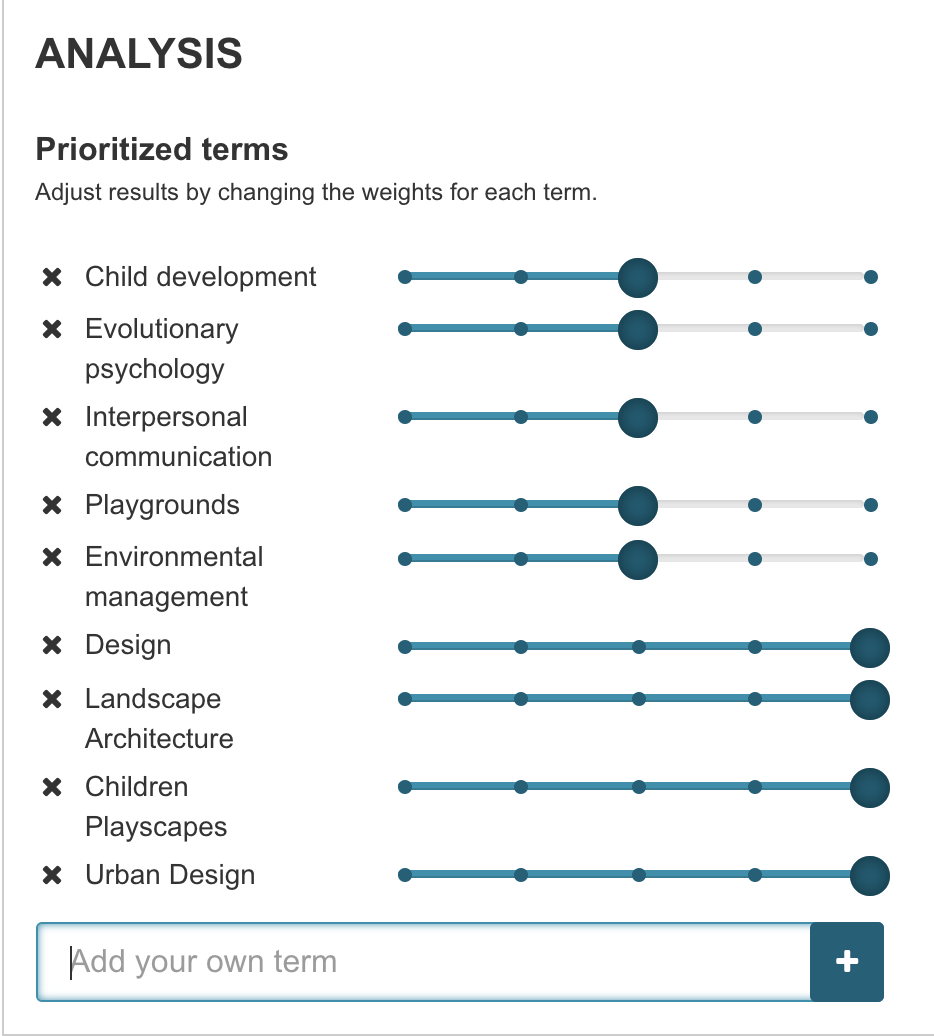 ANALYSIS
Prioritized terms
Adjust results by changing the weights for each term.
Child development
Evolutionary
psychology
Interpersonal
communication
Playgrounds
Environmental
management
Design
Landscape
Architecture
Children
Playscapes
Urban Design
Add your own term